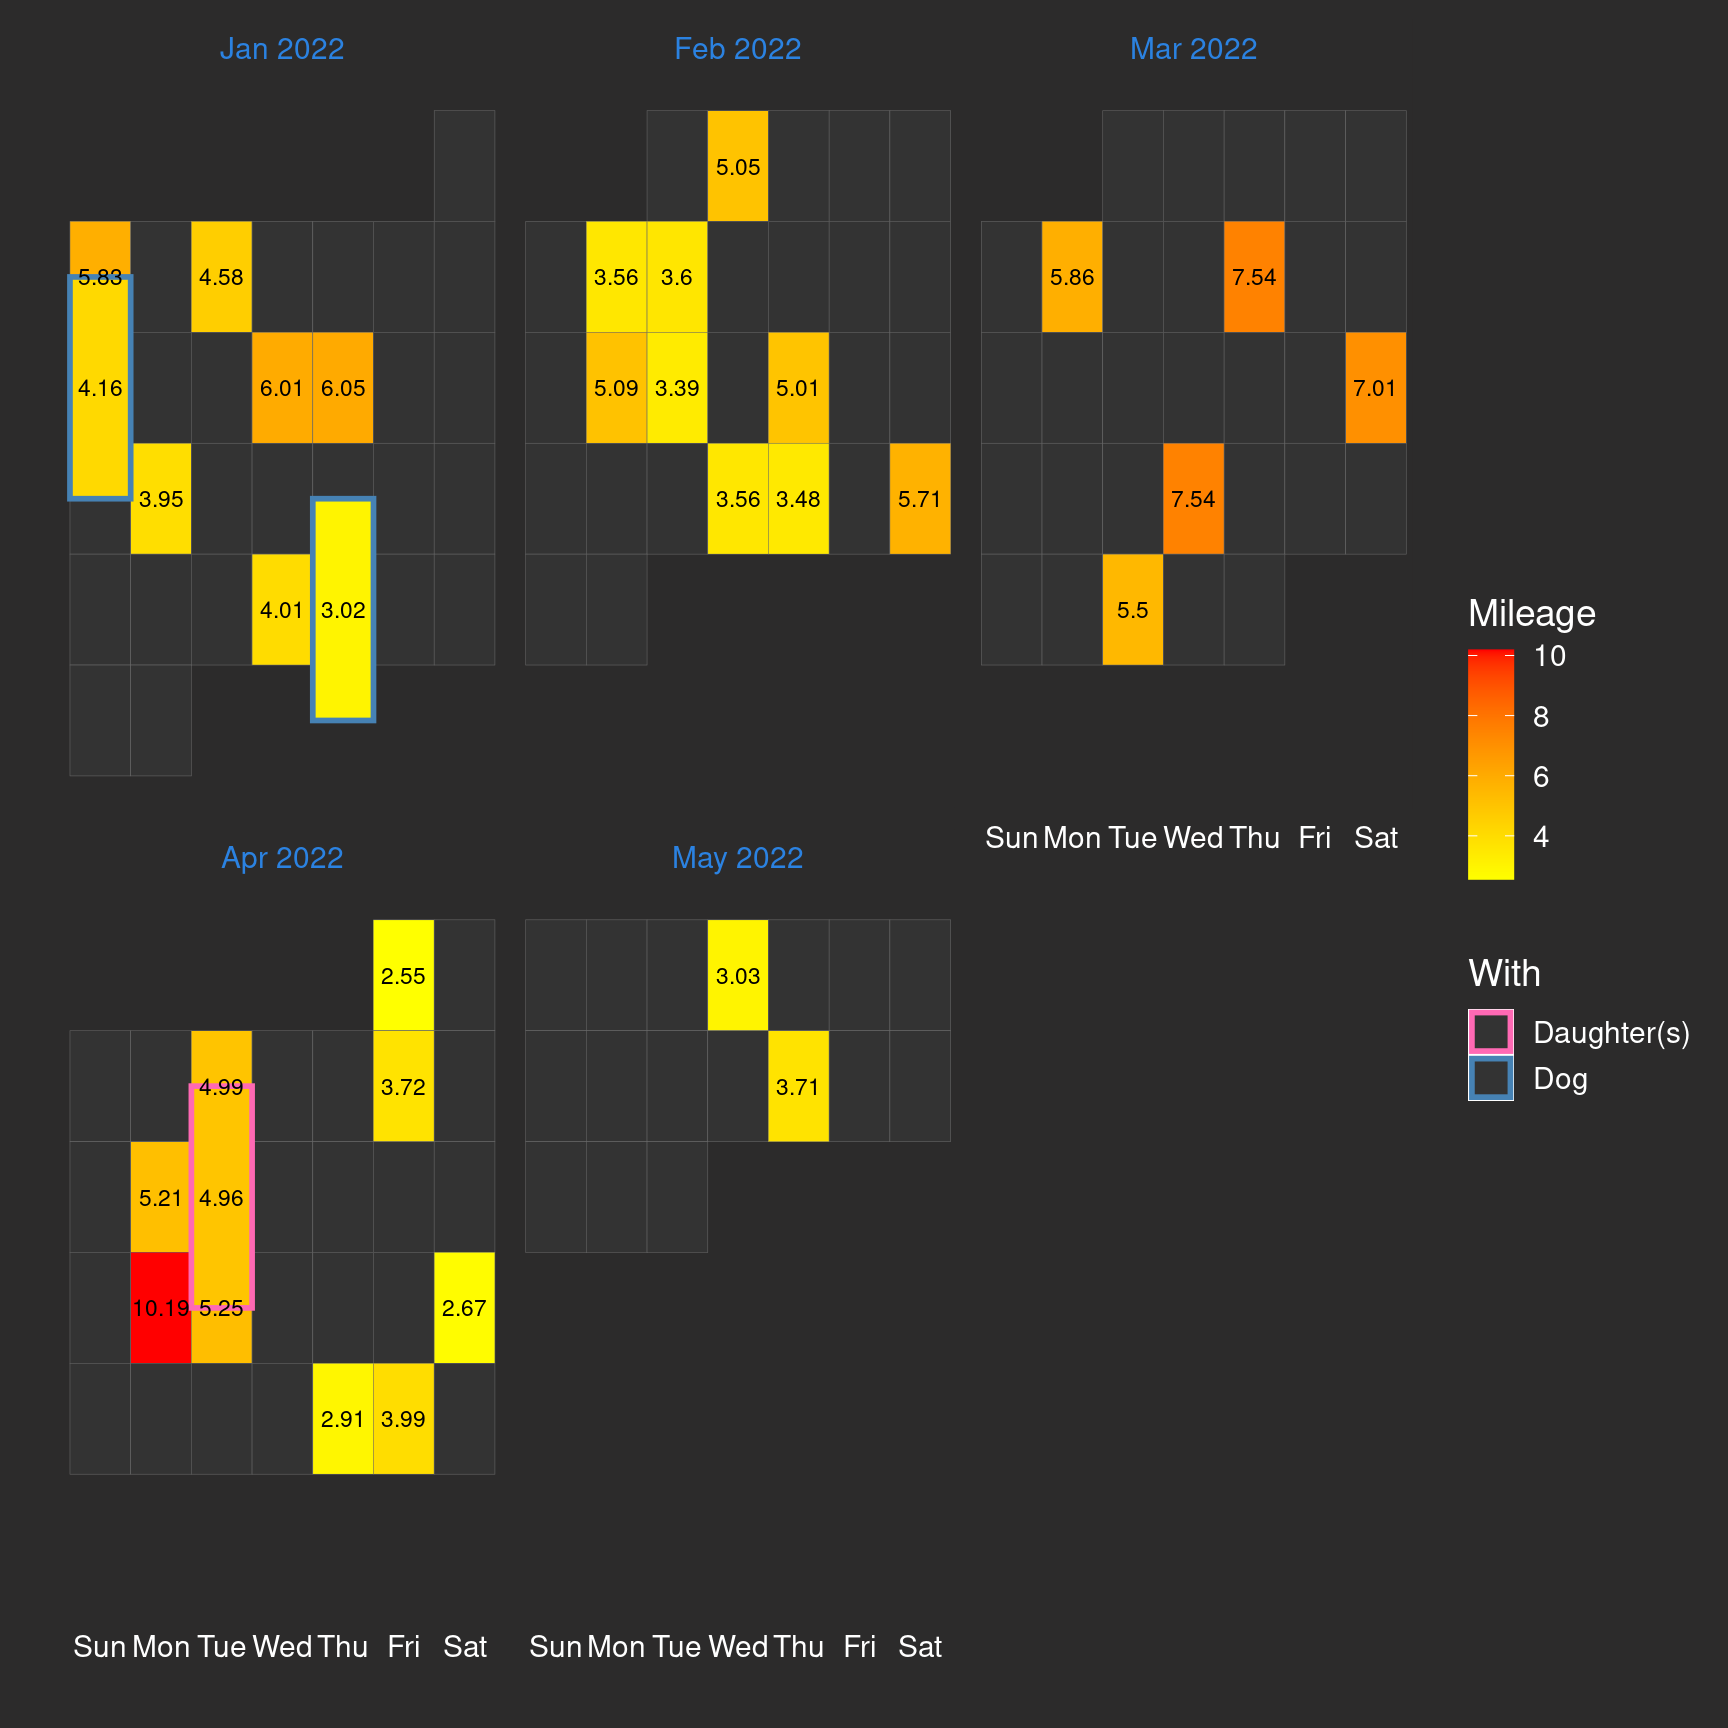 Jan 2022 Feb 2022 Mar 2022
5.05
5.83 4.58 3.56 3.6 5.86 7.54
4.16 6.01 6.05 5.09 3.39 5.01 7.01
3.95 3.56 3.48 5.71 7.54
4.01 3.02 5.5
Mileage
10
8
6
4
Sun Mon Tue Wed Thu Fri Sat
Apr 2022 May 2022
With
Daughter(s)
Dog
2.55 3.03
4.99 3.72 3.71
5.21 4.96
10.19 5.25 2.67
2.91 3.99
Sun Mon Tue Wed Thu Fri Sat Sun Mon Tue Wed Thu Fri Sat